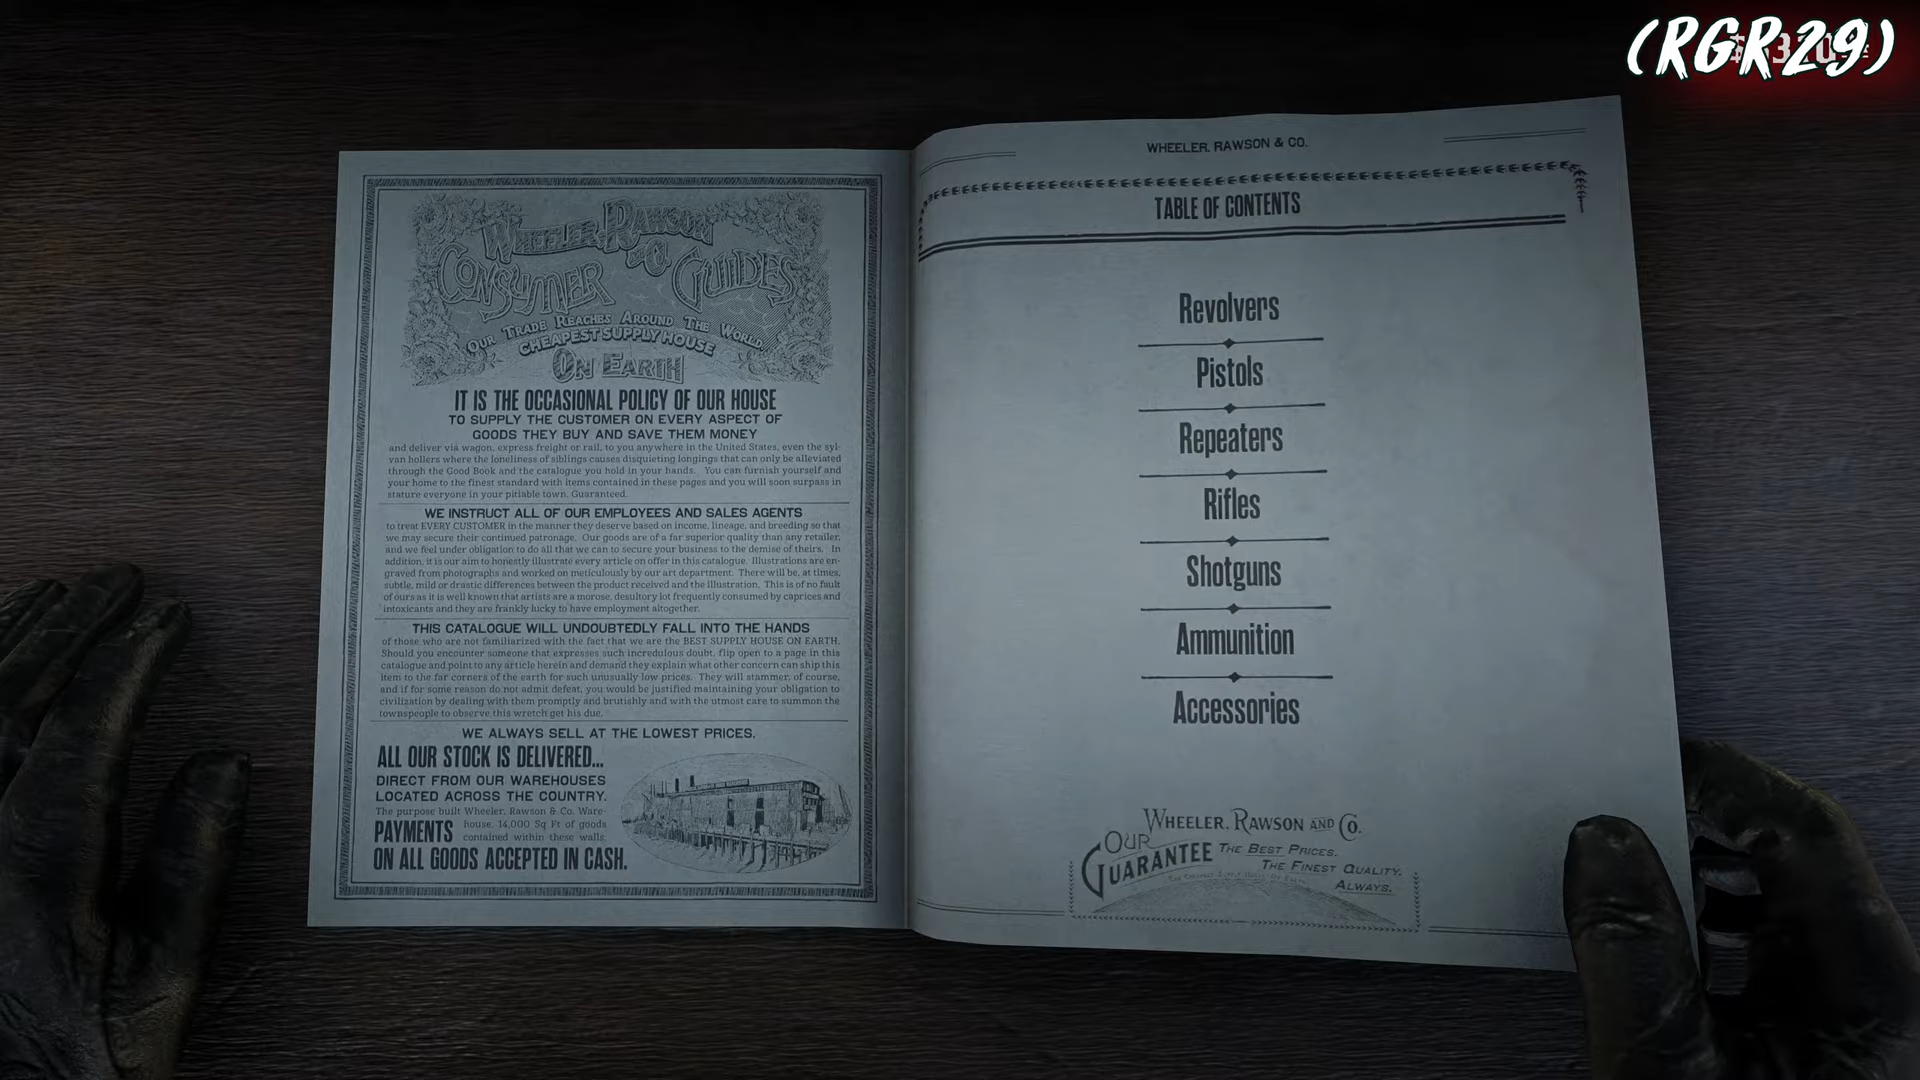 (RGR29)
WHEELER, RAWSON
& CO.
CONSUMER GUIDES
OUR TRADE REACHES AROUND THE WORLD.
CHEAPEST SUPPLY HOUSE
ON EARTH
IT IS THE OCCASIONAL POLICY OF OUR HOUSE
TO SUPPLY THE CUSTOMER ON EVERY ASPECT OF
GOODS THEY BUY AND SAVE THEM MONEY
and deliver via wagon, express freight or rail, to you anywhere in the United States, even the syl-
van hollers where the loneliness of siblings causes disquieting longings that can only be alleviated
through the Good Book and the catalogue you hold in your hands. You can furnish yourself and
your home to the finest standard with items contained in these pages and you will soon surpass in
stature everyone in your pitiable town. Guaranteed.
WE INSTRUCT ALL OF OUR EMPLOYEES AND SALES AGENTS
to treat EVERY CUSTOMER in the manner they deserve based on income, lineage, and breeding so that
we may secure their continued patronage. Our goods are of a far superior quality than any retailer,
and we feel under obligation to do all that we can to secure your business to the demise of theirs. In
addition, it is our aim to honestly illustrate every article on offer in this catalogue. Illustrations are en-
graved from photographs and worked on meticulously by our art department. There will be, at times,
subtle, mild or drastic differences between the product received and the illustration. This is of no fault
of ours as it is well known that artists are a morose, desultory lot frequently consumed by caprices and
intoxicants and they are frankly lucky to have employment altogether.
THIS CATALOGUE WILL UNDOUBTEDLY FALL INTO THE HANDS
of those who are not familiarized with the fact that we are the BEST SUPPLY HOUSE ON EARTH.
Should you encounter someone that expresses such incredulous doubt, flip open to a page in this
catalogue and point to any article herein and demand they explain what other concern can ship this
item to the far corners of the earth for such unusually low prices. They will stammer, of course,
and if for some reason do not admit defeat, you would be justified maintaining your obligation to
civilization by dealing with them promptly and brutishly and with the utmost care to summon the
townspeople to observe this wretch get his due.
WE ALWAYS SELL AT THE LOWEST PRICES.
ALL OUR STOCK IS DELIVERED...
DIRECT FROM OUR WAREHOUSES
LOCATED ACROSS THE COUNTRY.
The purpose built Wheeler, Rawson & Co. Ware-
house. 14,000 Sq Ft of goods
contained within these walls.
PAYMENTS
ON ALL GOODS ACCEPTED IN CASH.
WHEELER, RAWSON & CO.
TABLE OF CONTENTS
Revolvers
Pistols
Repeaters
Rifles
Shotguns
Ammunition
Accessories
WHEELER, RAWSON AND CO.
OUR
GUARANTEE
THE BEST PRICES.
THE FINEST QUALITY.
ALWAYS.